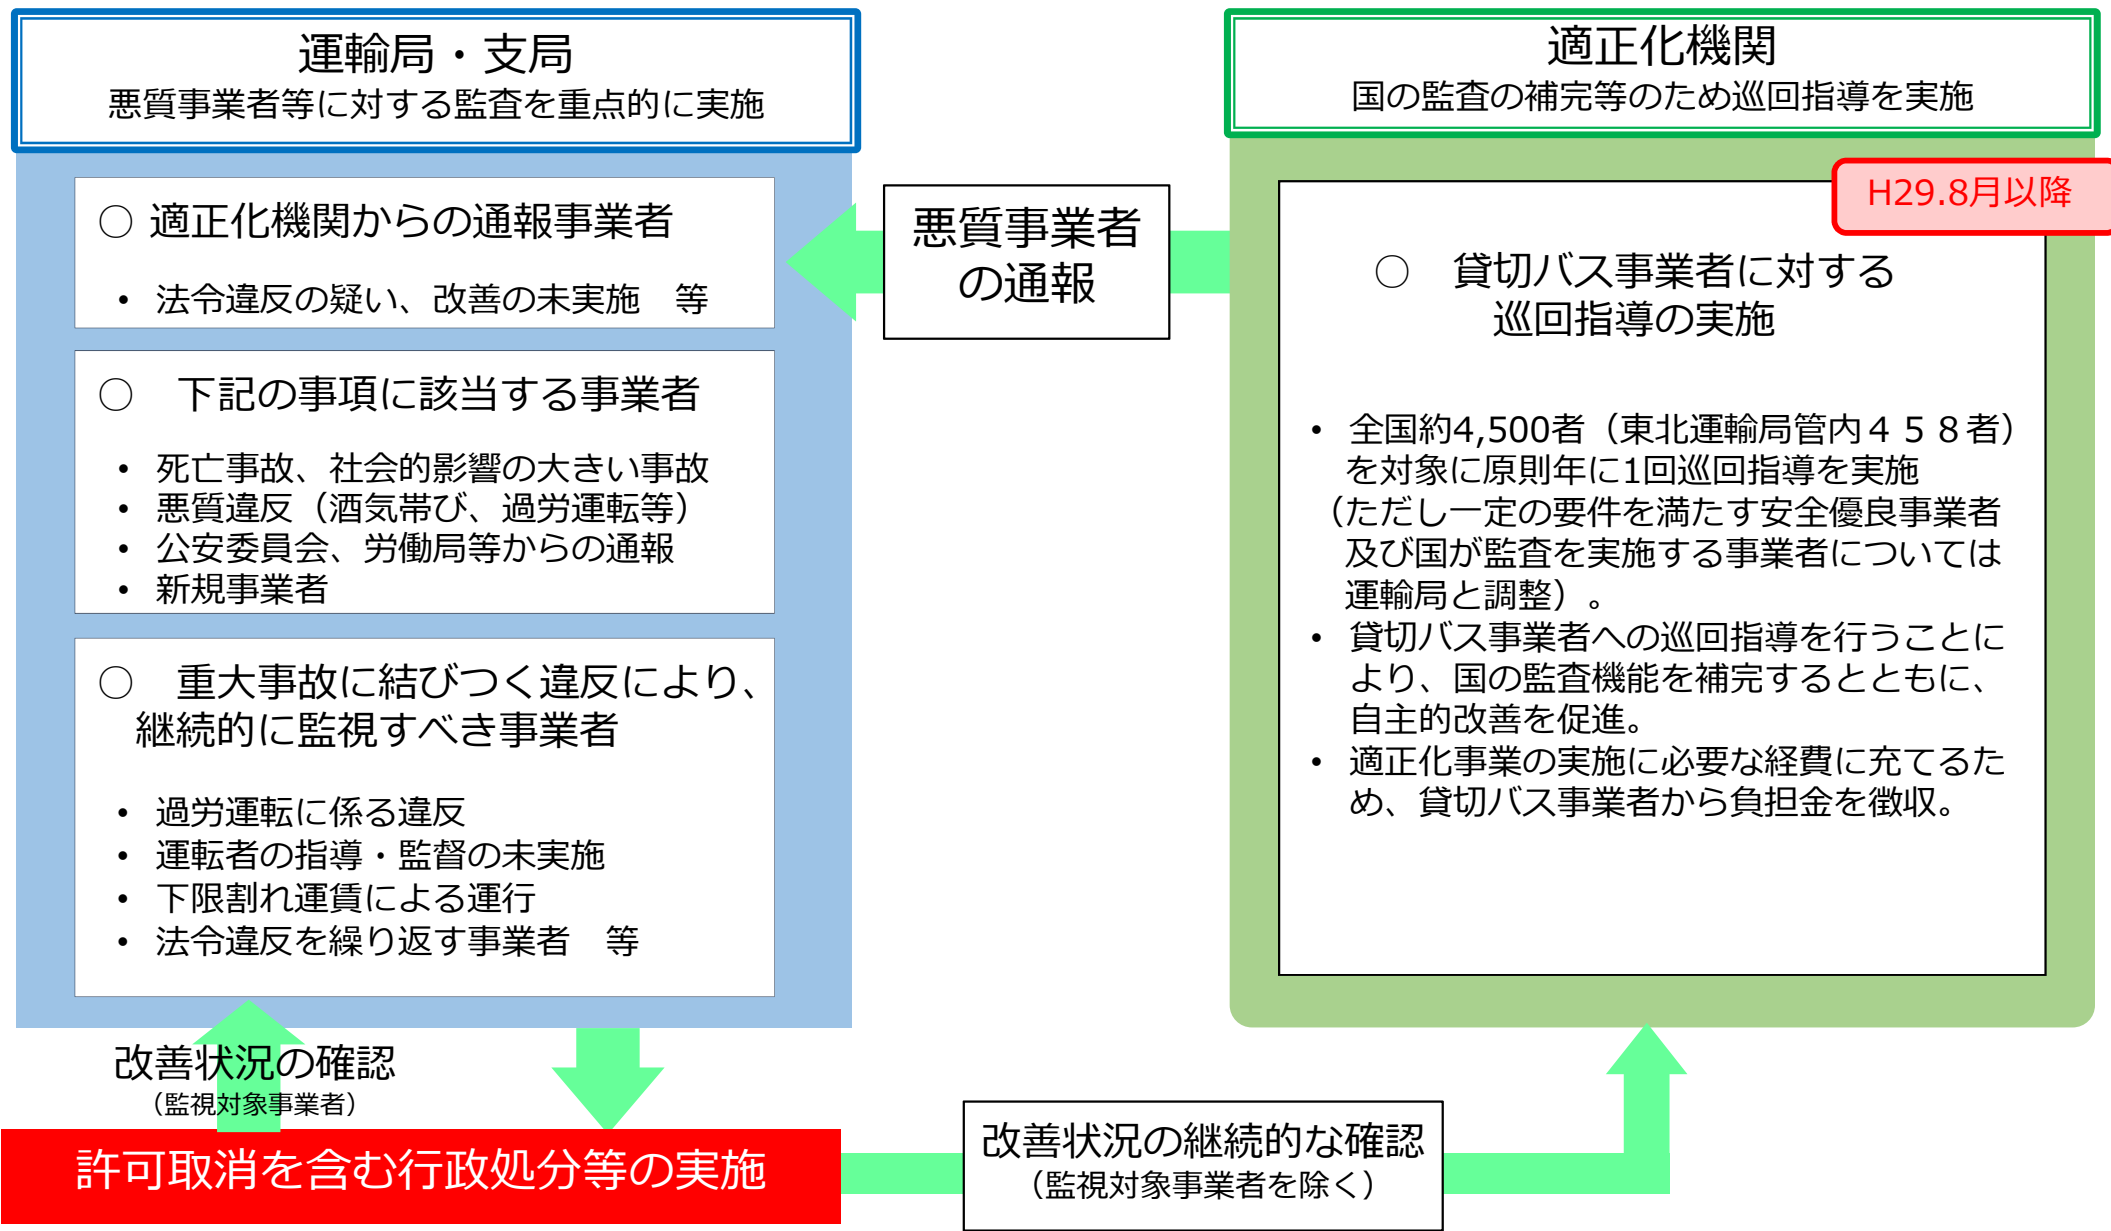 運輸局・支局
悪質事業者等に対する監査を重点的に実施
○ 適正化機関からの通報事業者
• 法令違反の疑い、改善の未実施　等
○　下記の事項に該当する事業者
• 死亡事故、社会的影響の大きい事故
• 悪質違反（酒気帯び、過労運転等）
• 公安委員会、労働局等からの通報
• 新規事業者
○　重大事故に結びつく違反により、
継続的に監視すべき事業者
• 過労運転に係る違反
• 運転者の指導・監督の未実施
• 下限割れ運賃による運行
• 法令違反を繰り返す事業者　等
悪質事業者
の通報
適正化機関
国の監査の補完等のため巡回指導を実施
H29.8月以降
○　貸切バス事業者に対する
巡回指導の実施
• 全国約4,500者（東北運輸局管内４５８者）
を対象に原則年に1回巡回指導を実施
（ただし一定の要件を満たす安全優良事業者
及び国が監査を実施する事業者については
運輸局と調整）。
• 貸切バス事業者への巡回指導を行うことに
より、国の監査機能を補完するとともに、
自主的改善を促進。
• 適正化事業の実施に必要な経費に充てるた
め、貸切バス事業者から負担金を徴収。
改善状況の確認
（監視対象事業者）
許可取消を含む行政処分等の実施
改善状況の継続的な確認
（監視対象事業者を除く）